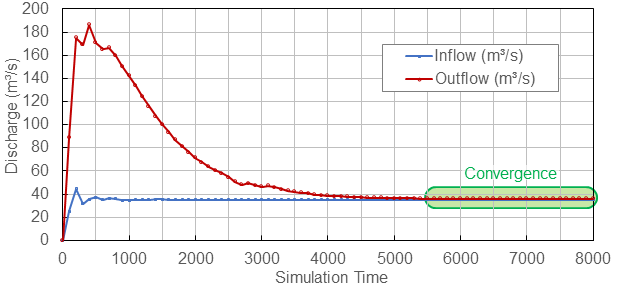 200
180
160
140
120
100
80
60
40
20
0
Discharge (m³/s)
Inflow (m³/s)
Outflow (m³/s)
Convergence
0 1000 2000 3000 4000 5000 6000 7000 8000
Simulation Time